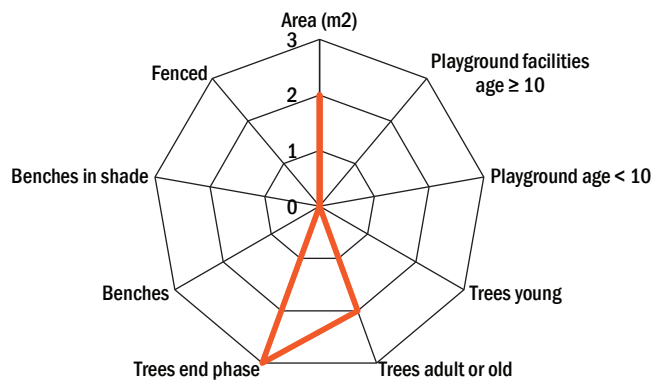 Area (m2)
3
2
1
0
Playground facilities
age ≥ 10
Playground age < 10
Trees young
Trees adult or old
Trees end phase
Benches
Benches in shade
Fenced